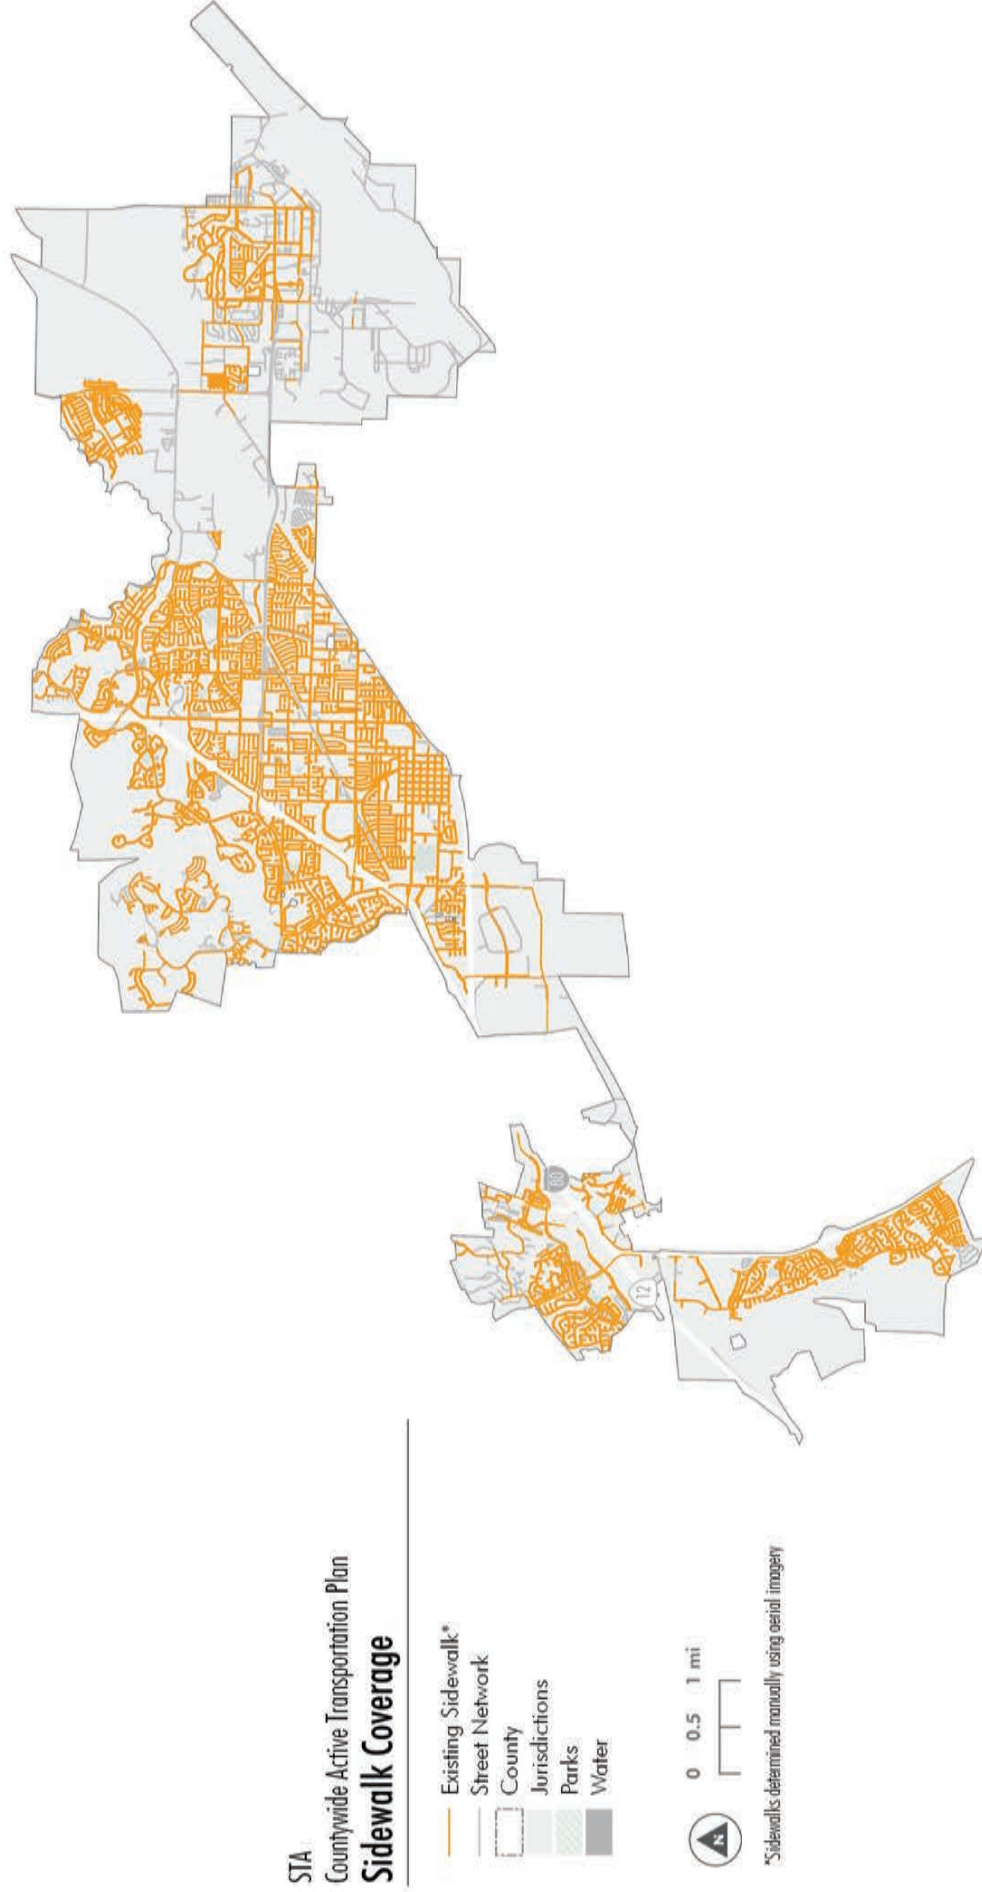 STA
Countywide Active Transportation Plan
Sidewalk Coverage
Existing Sidewalk*
Street Network
County
Jurisdictions
Parks
Water
0 0.5 1 mi
N
*Sidewalks determined manually using aerial imagery
12
80